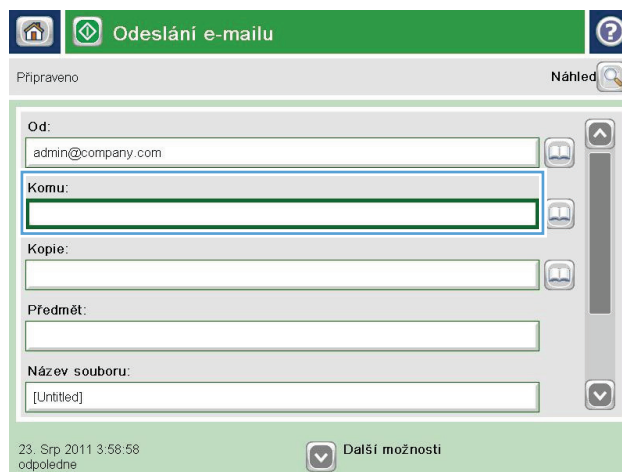 Odeslání e-mailu
Připraveno
Náhled
Od:
admin@company.com
Komu:
Kopie:
Předmět:
Název souboru:
[Untitled]
23. Srp 2011 3:58:58
odpoledne
Další možnosti